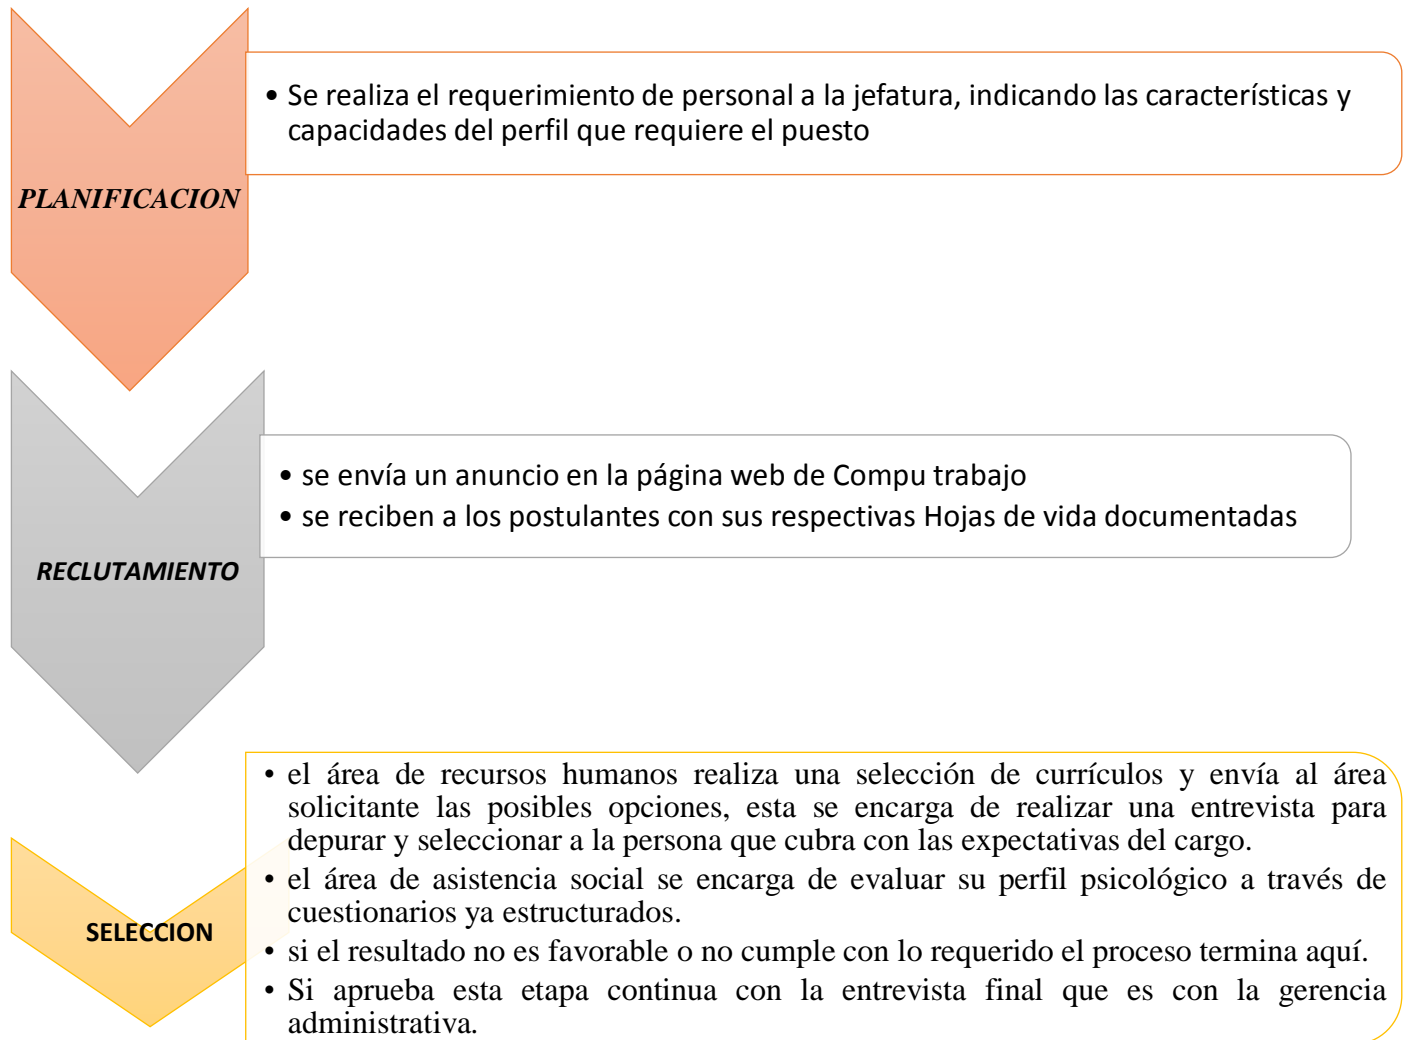 • Se realiza el requerimiento de personal a la jefatura, indicando las características y
capacidades del perfil que requiere el puesto
PLANIFICACION
• se envía un anuncio en la página web de Compu trabajo
• se reciben a los postulantes con sus respectivas Hojas de vida documentadas
RECLUTAMIENTO
• el área de recursos humanos realiza una selección de currículos y envía al área
solicitante las posibles opciones, esta se encarga de realizar una entrevista para
depurar y seleccionar a la persona que cubra con las expectativas del cargo.
• el área de asistencia social se encarga de evaluar su perfil psicológico a través de
cuestionarios ya estructurados.
SELECCION
• si el resultado no es favorable o no cumple con lo requerido el proceso termina aquí.
• Si aprueba esta etapa continua con la entrevista final que es con la gerencia
administrativa.